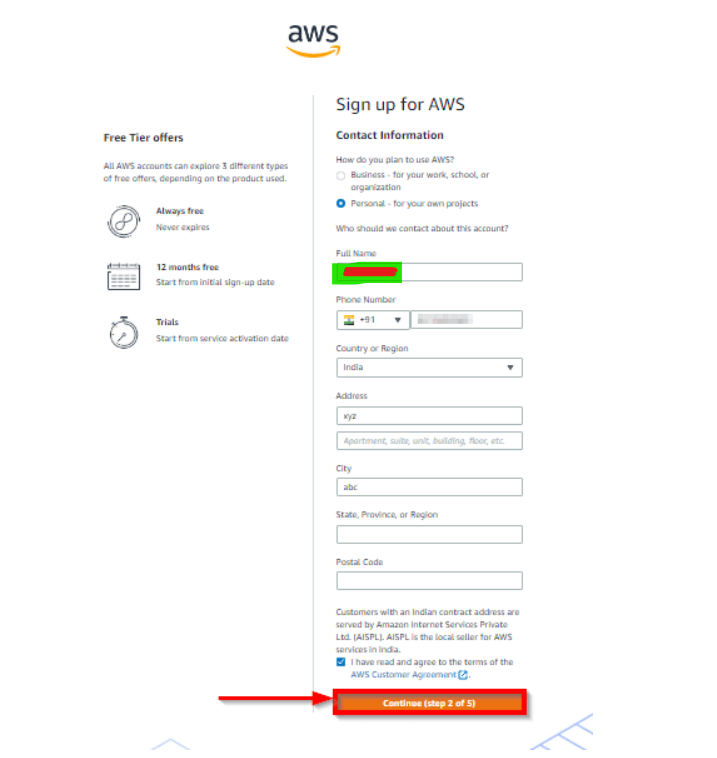 aws
Sign up for AWS
Free Tier offers
All AWS accounts can explore 3 different types
of free offers, depending on the product used.
Always free
Never expires
12 months free
Start from initial sign-up date
Trials
Start from service activation date
Contact Information
How do you plan to use AWS?
Business - for your work, school, or
organization
Personal - for your own projects
Who should we contact about this account?
Full Name
Phone Number
+91
Country or Region
India
Address
xyz
Apartment, suite, unit, building, floor, etc.
City
abc
State, Province, or Region
Postal Code
Customers with an Indian contract address are
served by Amazon Internet Services Private
Ltd. (AISPL). AISPL is the local seller for AWS
services in India.
I have read and agree to the terms of the
AWS Customer Agreement.
Continue (step 2 of 5)